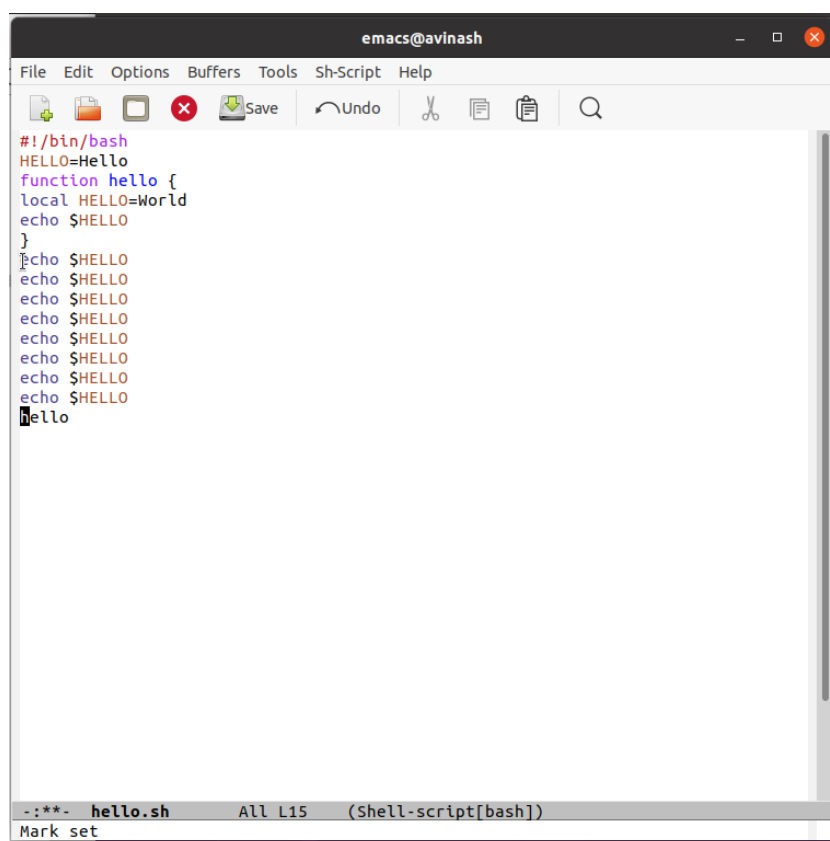 emacs@avinash
File Edit Options Buffers Tools Sh-Script Help
Save Undo
#!/bin/bash
HELLO=Hello
function hello {
local HELLO=World
echo $HELLO
}
echo $HELLO
echo $HELLO
echo $HELLO
echo $HELLO
echo $HELLO
echo $HELLO
echo $HELLO
echo $HELLO
hello
-:**- hello.sh All L15 (Shell-script[bash])
Mark set